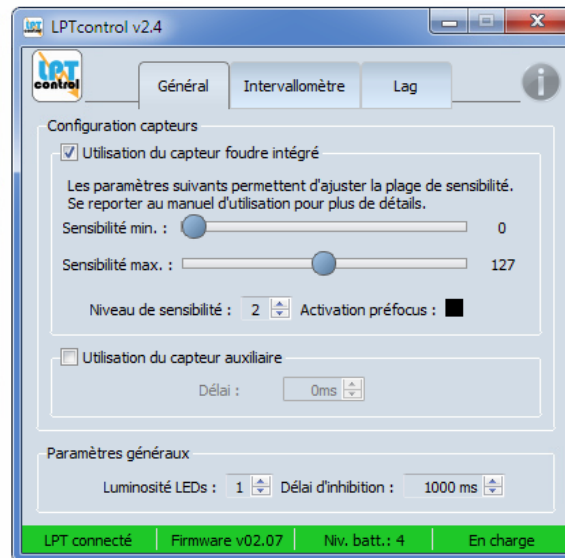 LPTcontrol v2.4
LPT control
Général Intervallomètre Lag
i
Configuration capteurs
Utilisation du capteur foudre intégré
Les paramètres suivants permettent d'ajuster la plage de sensibilité.
Se reporter au manuel d'utilisation pour plus de détails.
Sensibilité min. : 0
Sensibilité max. : 127
Niveau de sensibilité : 2 Activation préfocus :
Utilisation du capteur auxiliaire
Délai : 0ms
Paramètres généraux
Luminosité LEDs : 1 Délai d'inhibition : 1000 ms
LPT connecté Firmware v02.07 Niv. batt.: 4 En charge